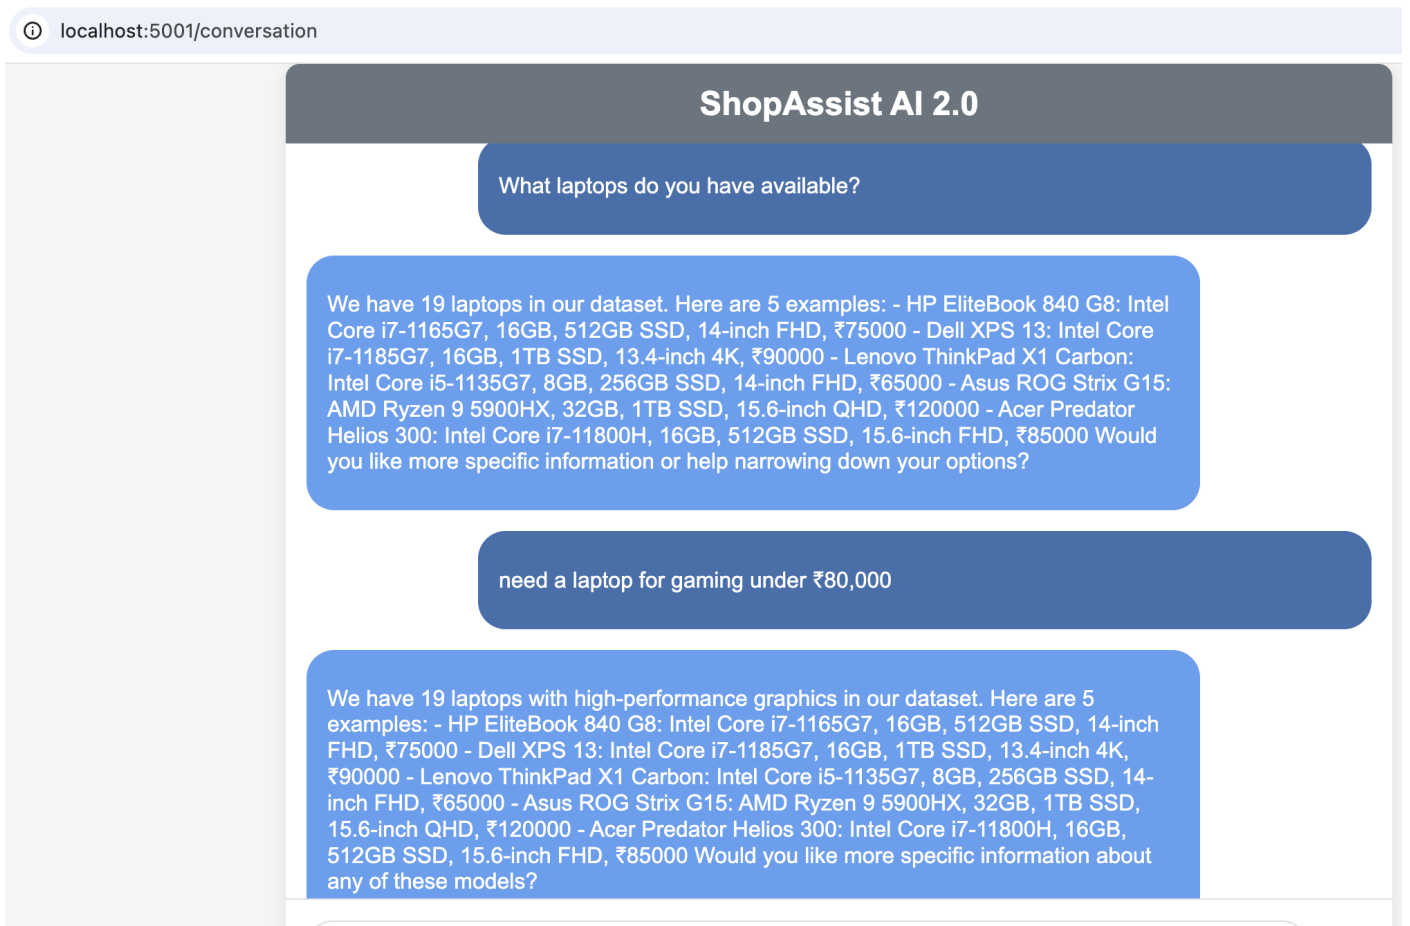 localhost:5001/conversation
ShopAssist AI 2.0
What laptops do you have available?
We have 19 laptops in our dataset. Here are 5 examples: - HP EliteBook 840 G8: Intel
Core i7-1165G7, 16GB, 512GB SSD, 14-inch FHD, ₹75000 - Dell XPS 13: Intel Core
i7-1185G7, 16GB, 1TB SSD, 13.4-inch 4K, ₹90000 - Lenovo ThinkPad X1 Carbon:
Intel Core i5-1135G7, 8GB, 256GB SSD, 14-inch FHD, ₹65000 - Asus ROG Strix G15:
AMD Ryzen 9 5900HX, 32GB, 1TB SSD, 15.6-inch QHD, ₹120000 - Acer Predator
Helios 300: Intel Core i7-11800H, 16GB, 512GB SSD, 15.6-inch FHD, ₹85000 Would
you like more specific information or help narrowing down your options?
need a laptop for gaming under ₹80,000
We have 19 laptops with high-performance graphics in our dataset. Here are 5
examples: - HP EliteBook 840 G8: Intel Core i7-1165G7, 16GB, 512GB SSD, 14-inch
FHD, ₹75000 - Dell XPS 13: Intel Core i7-1185G7, 16GB, 1TB SSD, 13.4-inch 4K,
₹90000 - Lenovo ThinkPad X1 Carbon: Intel Core i5-1135G7, 8GB, 256GB SSD, 14-
inch FHD, ₹65000 - Asus ROG Strix G15: AMD Ryzen 9 5900HX, 32GB, 1TB SSD,
15.6-inch QHD, ₹120000 - Acer Predator Helios 300: Intel Core i7-11800H, 16GB,
512GB SSD, 15.6-inch FHD, ₹85000 Would you like more specific information about
any of these models?